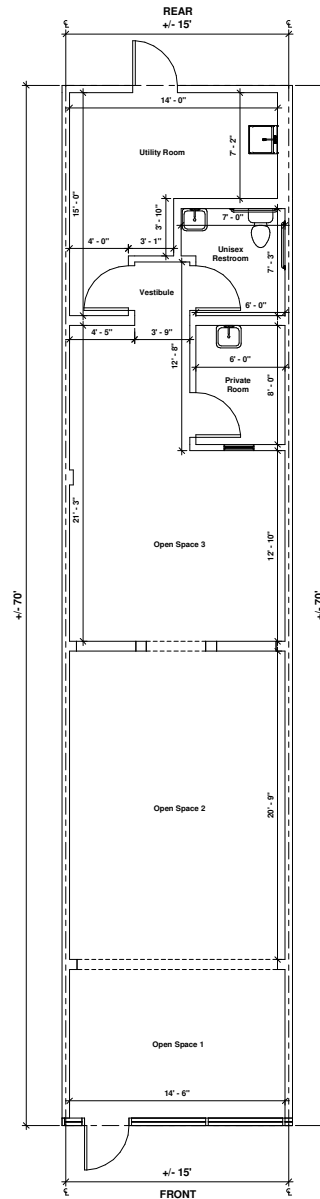 REAR
+/- 15'
℄
℄
14' - 0"
Utility Room
7' - 2"
15' - 0"
3' - 10"
7' - 0"
4' - 0"
3' - 1"
Unisex
Restroom
7' - 3"
Vestibule
6' - 0"
4' - 5"
3' - 9"
12' - 8"
6' - 0"
Private
Room
8' - 0"
21' - 3"
Open Space 3
12' - 10"
+/- 70'
+/- 70'
Open Space 2
20' - 9"
Open Space 1
14' - 6"
+/- 15'
℄
℄
FRONT